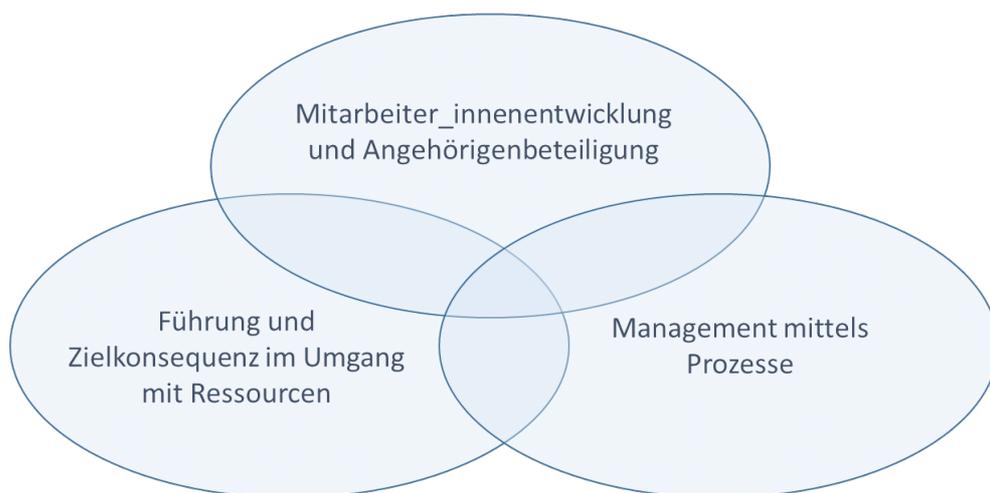 Mitarbeiter_innenentwicklung
und Angehörigenbeteiligung
Führung und
Zielkonsequenz im Umgang
mit Ressourcen
Management mittels
Prozesse